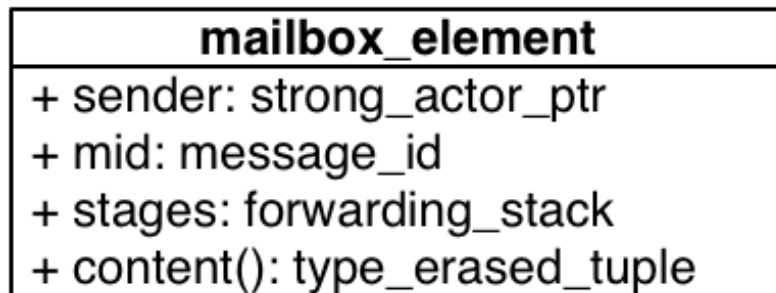 mailbox_element
+ sender: strong_actor_ptr
+ mid: message_id
+ stages: forwarding_stack
+ content(): type_erased_tuple